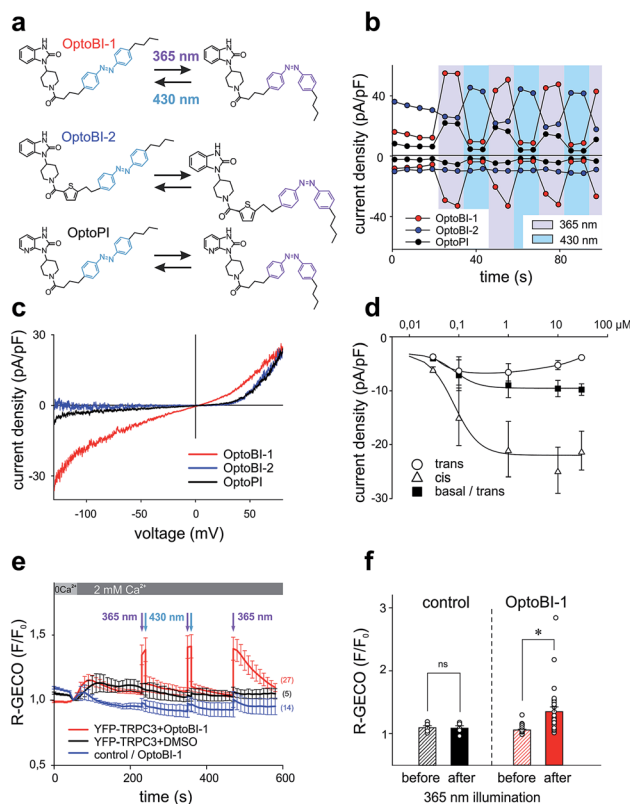 a
OptoBI-1
365 nm
430 nm
OptoBI-2
OptoPI
b
current density (pA/pF)
40
0
-40
OptoBI-1
OptoBI-2
OptoPI
365 nm
430 nm
0
40
80
time (s)
c
current density (pA/pF)
30
0
-30
OptoBI-1
OptoBI-2
OptoPI
-100
-50
0
50
voltage (mV)
d
0,01 0,1 1 10 100 µM
current density (pA/pF)
0
-10
-20
-30
trans
cis
basal / trans
e
0Ca²⁺ 2 mM Ca²⁺
365 nm 430 nm 365 nm
R-GECO (F/F₀)
1,5
1,0
0,5
(27)
(5)
(14)
YFP-TRPC3+OptoBI-1
YFP-TRPC3+DMSO
control / OptoBI-1
0 200 400 600
time (s)
f
control OptoBI-1
R-GECO (F/F₀)
3
2
1
ns
*
before after before after
365 nm illumination